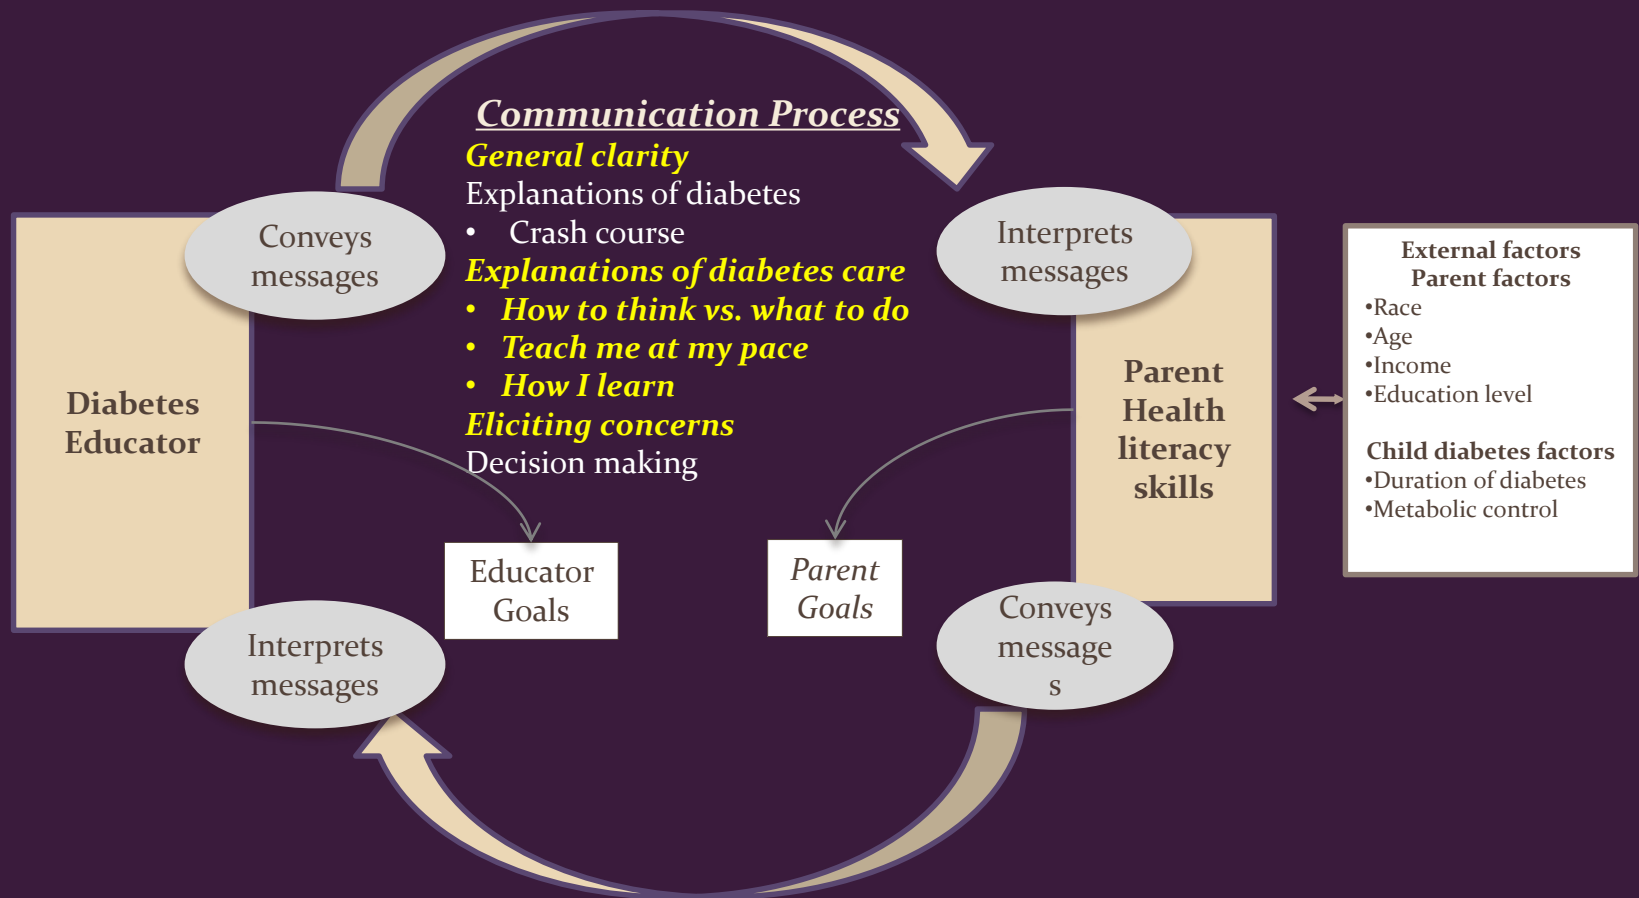 Communication Process
General clarity
Explanations of diabetes
• Crash course
Explanations of diabetes care
• How to think vs. what to do
• Teach me at my pace
• How I learn
Eliciting concerns
Decision making
Conveys
messages
Diabetes
Educator
Interprets
messages
Educator
Goals
Parent
Goals
Interprets
messages
Parent
Health
literacy
skills
Conveys
message
s
External factors
Parent factors
•Race
•Age
•Income
•Education level
Child diabetes factors
•Duration of diabetes
•Metabolic control